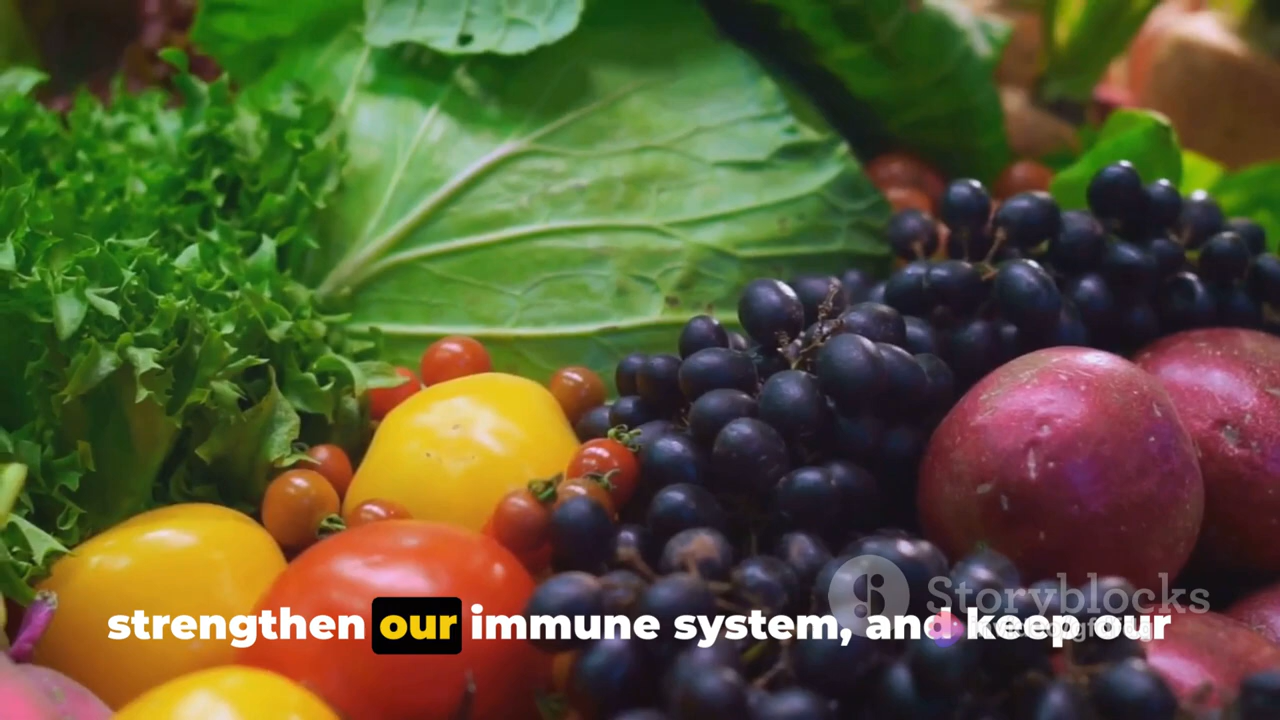 Storyblocks
strengthen our immune system, and keep our